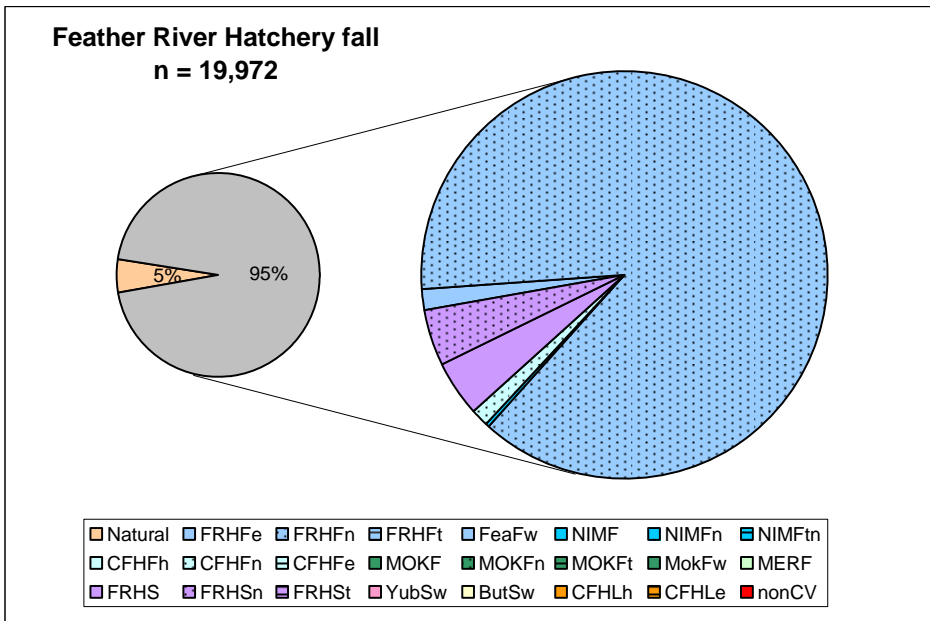 Feather River Hatchery fall
n = 19,972
5%
95%
Natural FRHFe FRHFn FRHFt FeaFw NIMF NIMFn NIMFtn
CFHFh CFHFn CFHFe MOKF MOKFn MOKFt MokFw MERF
FRHS FRHSn FRHSt YubSw ButSw CFHLh CFHLe nonCV